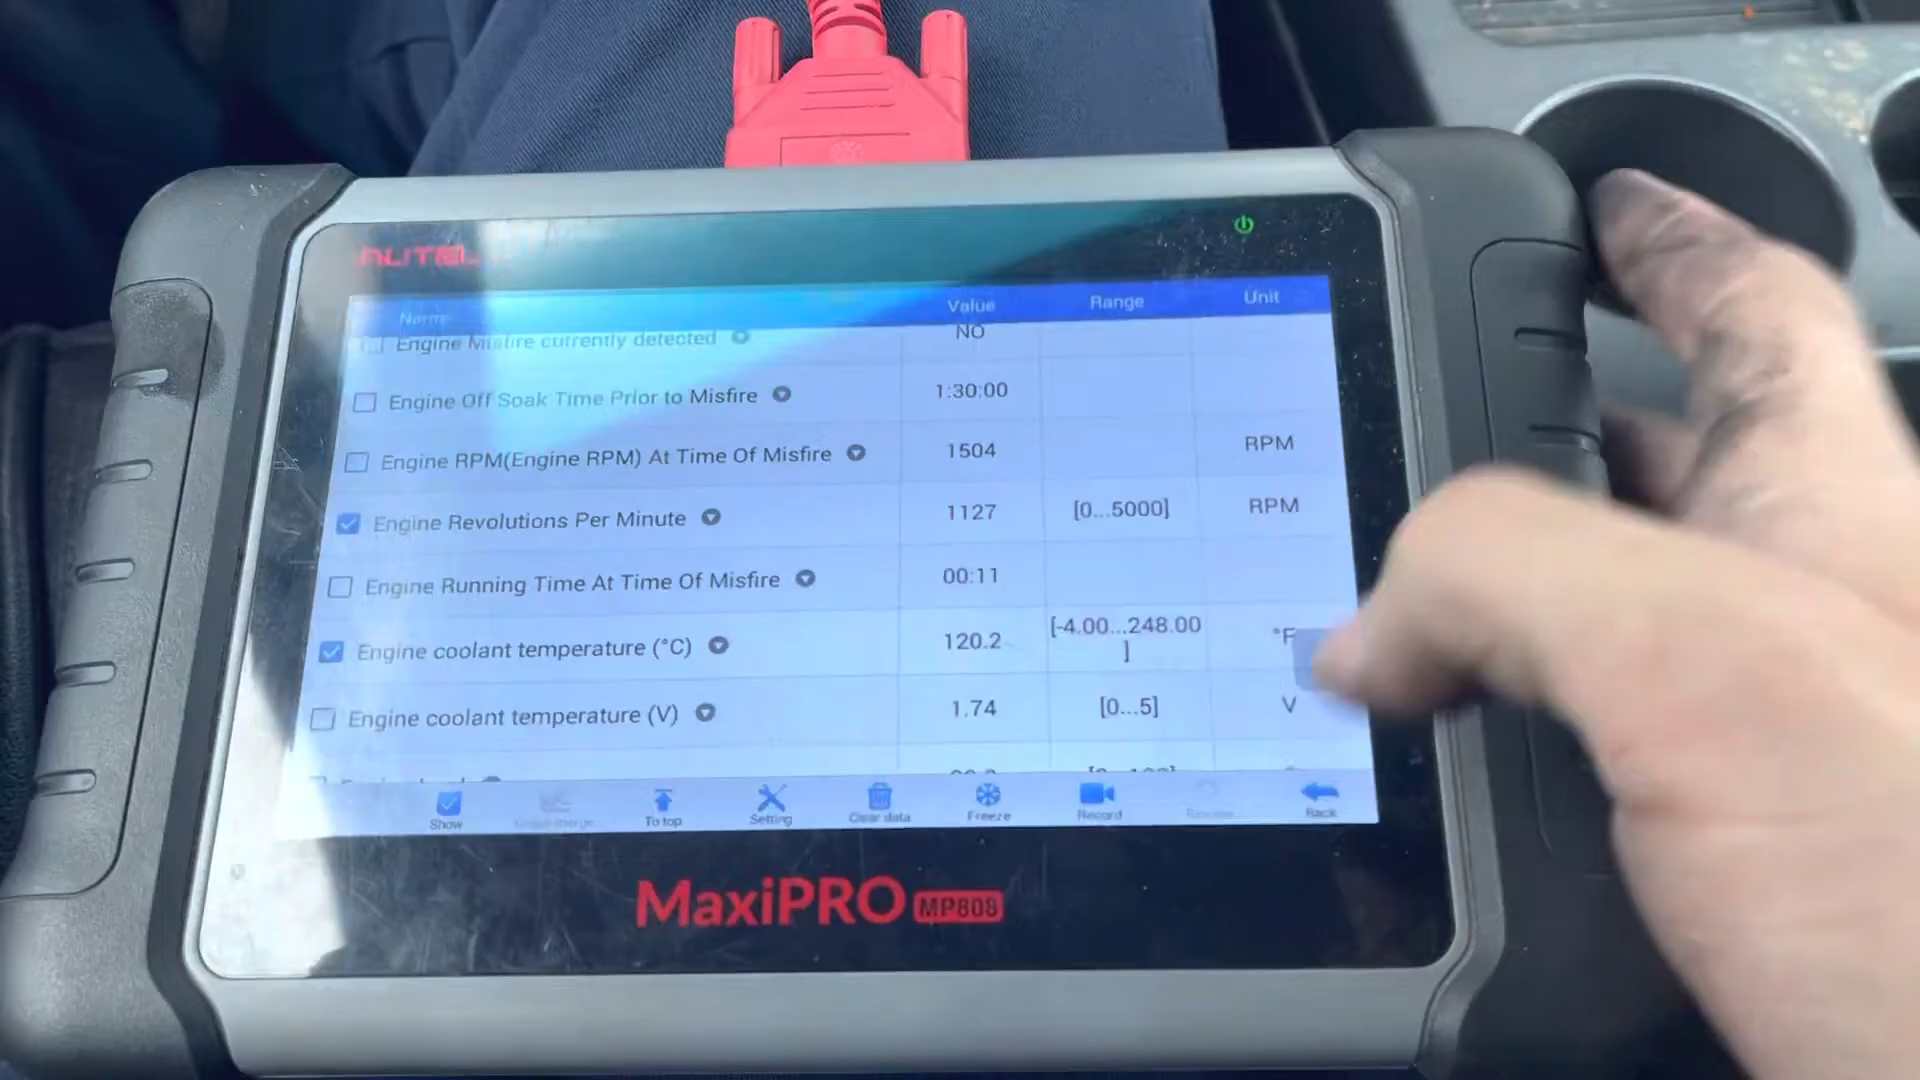 AUTEL
Name Value Range Unit
Engine Misfire currently detected NO
Engine Off Soak Time Prior to Misfire 1:30:00
Engine RPM(Engine RPM) At Time Of Misfire 1504 RPM
Engine Revolutions Per Minute 1127 [0...5000] RPM
Engine Running Time At Time Of Misfire 00:11
Engine coolant temperature (°C) 120.2 [-4.00...248.00 °F
]
Engine coolant temperature (V) 1.74 [0...5] V
Show To top Setting Clear data Freeze Record Back
MaxiPRO MP808